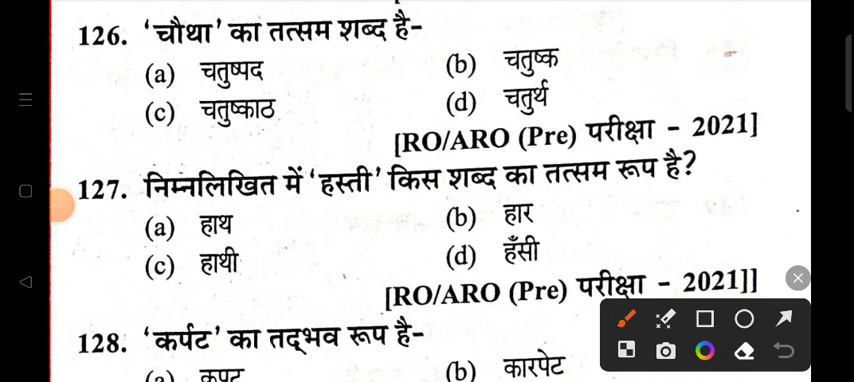 126. ‘चौथा’ का तत्सम शब्द है-
(a) चतुष्पद (b) चतुष्क
(c) चतुष्काठ (d) चतुर्थ
[RO/ARO (Pre) परीक्षा - 2021]
127. निम्नलिखित में ‘हस्ती’ किस शब्द का तत्सम रूप है?
(a) हाथ (b) हार
(c) हाथी (d) हँसी
[RO/ARO (Pre) परीक्षा - 2021]]
128. ‘कर्पट’ का तद्‌भव रूप है-
(a) कपट (b) कारपेट